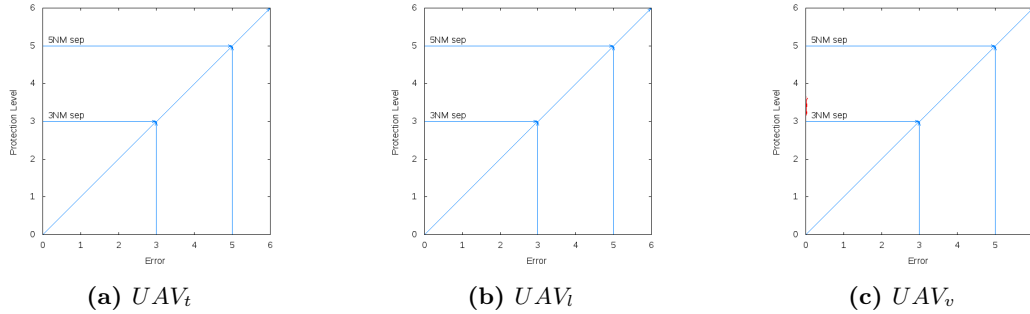 6
5NM sep
5
4
Protection Level
3NM sep
3
2
1
0
0 1 2 3 4 5 6
Error
(a) UAV_t
6
5NM sep
5
4
Protection Level
3NM sep
3
2
1
0
0 1 2 3 4 5 6
Error
(b) UAV_l
6
5NM sep
5
4
Protection Level
3NM sep
3
2
1
0
0 1 2 3 4 5
Error
(c) UAV_v